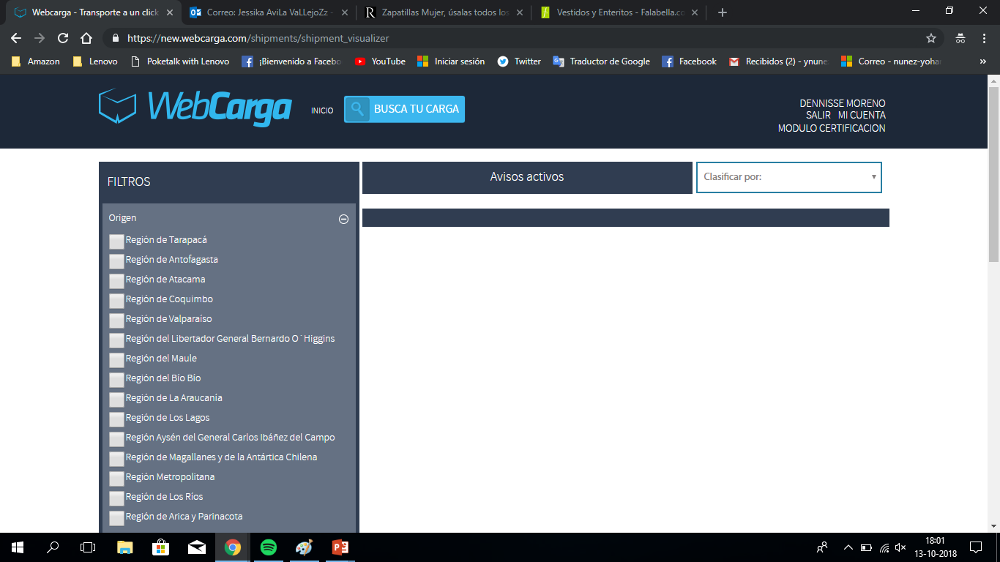 Webcarga - Transporte a un click
Correo: Jessika AviLa VaLLejoZz -
Zapatillas Mujer, úsalas todos los
Vestidos y Enteritos - Falabella.co
https://new.webcarga.com/shipments/shipment_visualizer
Amazon
Lenovo
Poketalk with Lenovo
¡Bienvenido a Facebo
YouTube
Iniciar sesión
Twitter
Traductor de Google
Facebook
Recibidos (2) - ynune
Correo - nunez-yohan
»
WebCarga
INICIO
BUSCA TU CARGA
DENNISSE MORENO
SALIR MI CUENTA
MODULO CERTIFICACION
FILTROS
Avisos activos
Clasificar por:
Origen
Región de Tarapacá
Región de Antofagasta
Región de Atacama
Región de Coquimbo
Región de Valparaíso
Región del Libertador General Bernardo O´Higgins
Región del Maule
Región del Bío Bío
Región de La Araucanía
Región de Los Lagos
Región Aysén del General Carlos Ibáñez del Campo
Región de Magallanes y de la Antártica Chilena
Región Metropolitana
Región de Los Ríos
Región de Arica y Parinacota
18:01
13-10-2018